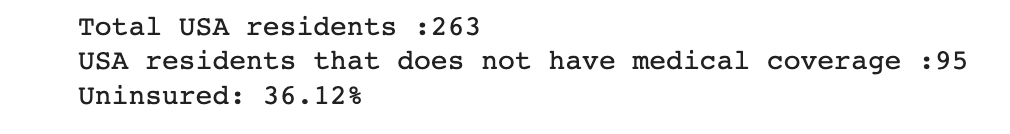 Total USA residents :263
USA residents that does not have medical coverage :95
Uninsured: 36.12%